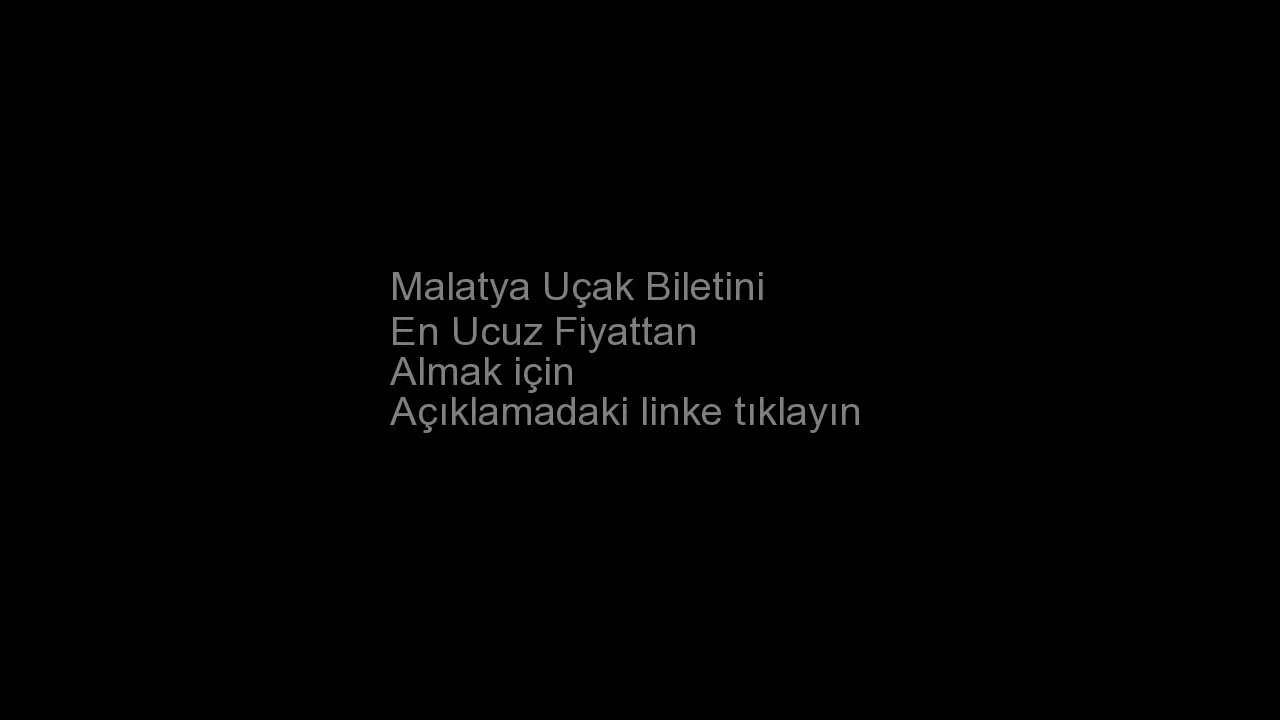 Malatya Uçak Biletini
En Ucuz Fiyattan
Almak için
Açıklamadaki linke tıklayın